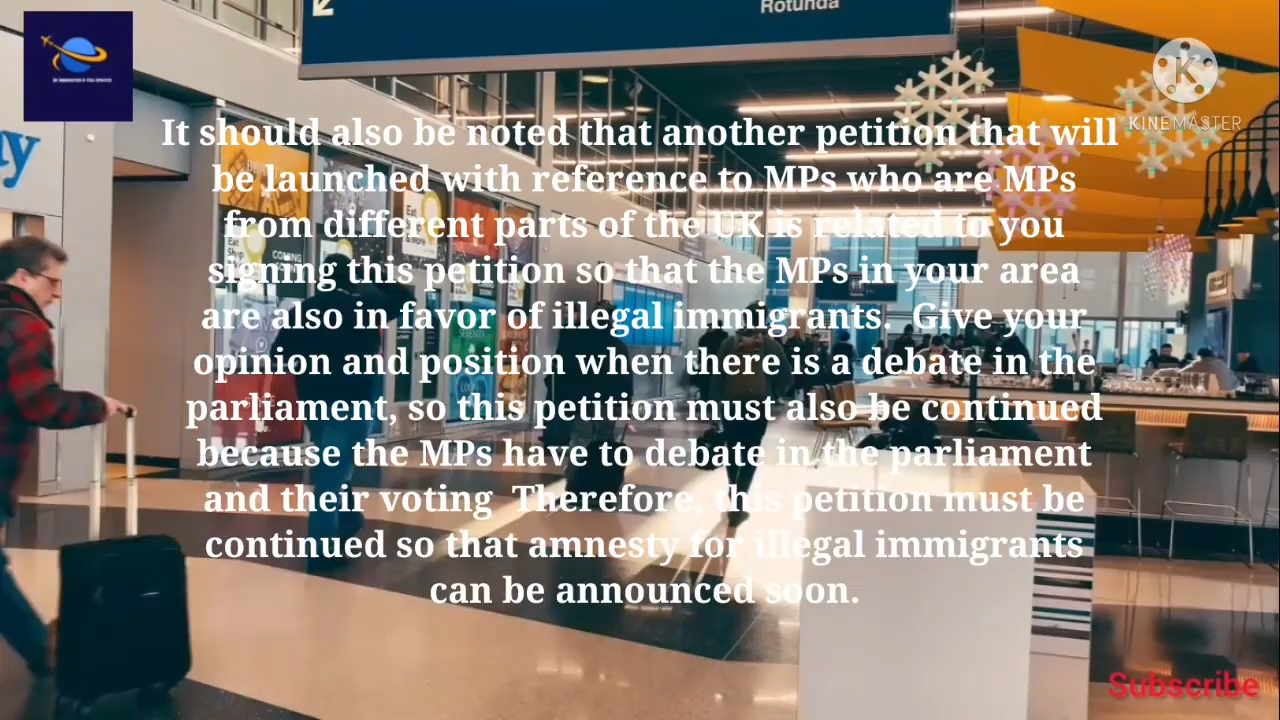 Rotunda
KINEMASTER
It should also be noted that another petition that will
be launched with reference to MPs who are MPs
from different parts of the UK is related to you
signing this petition so that the MPs in your area
are also in favor of illegal immigrants.  Give your
opinion and position when there is a debate in the
parliament, so this petition must also be continued
because the MPs have to debate in the parliament
and their voting  Therefore, this petition must be
continued so that amnesty for illegal immigrants
can be announced soon.
Subscribe